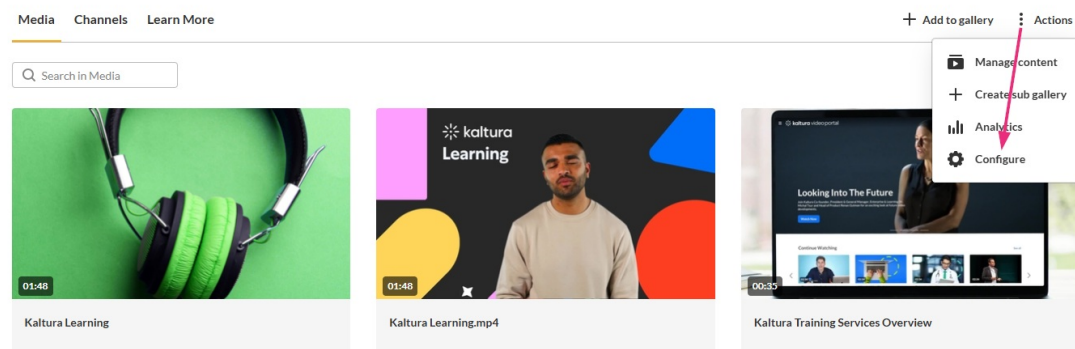 Media Channels Learn More
Add to gallery Actions
Search in Media
Manage content
Create sub gallery
Analytics
Configure
kaltura
Learning
kaltura videoportal
Looking Into The Future
Continue Watching
01:48
01:48
00:35
Kaltura Learning
Kaltura Learning.mp4
Kaltura Training Services Overview